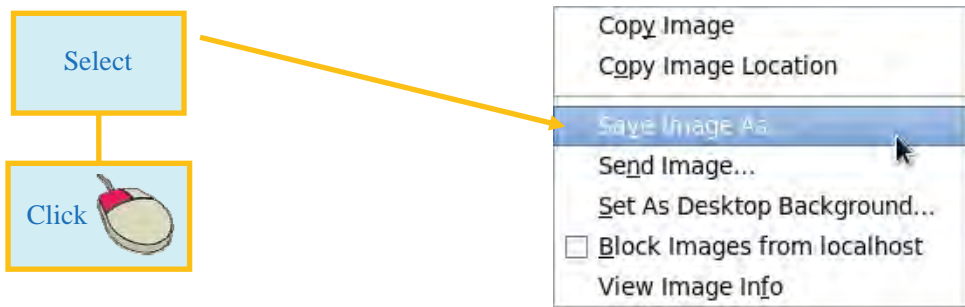 Select
Click
Copy Image
Copy Image Location
Save Image As
Send Image...
Set As Desktop Background...
Block Images from localhost
View Image Info